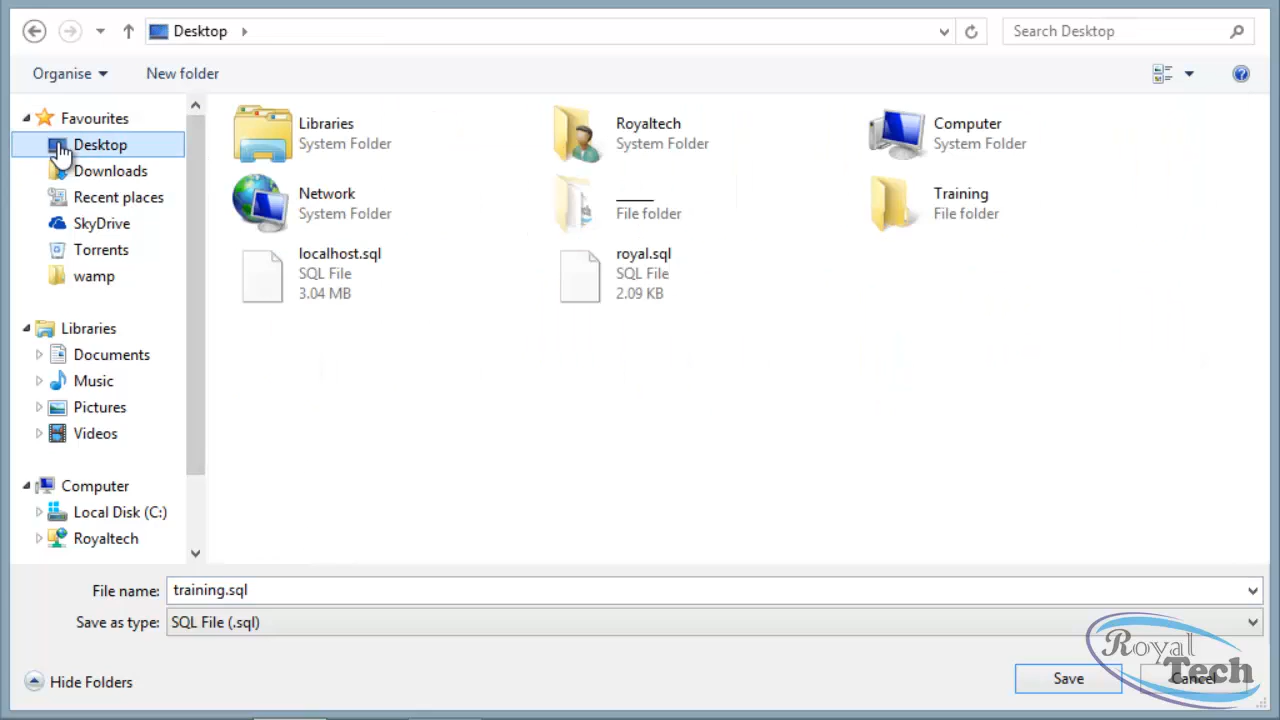 Desktop
Search Desktop
Organise
New folder
Favourites
Desktop
Downloads
Recent places
SkyDrive
Torrents
wamp
Libraries
Documents
Music
Pictures
Videos
Computer
Local Disk (C:)
Royaltech
Libraries
System Folder
Royaltech
System Folder
Computer
System Folder
Network
System Folder
____
File folder
Training
File folder
localhost.sql
SQL File
3.04 MB
royal.sql
SQL File
2.09 KB
File name: training.sql
Save as type: SQL File (.sql)
Hide Folders
Save
Cancel
Royal
Tech